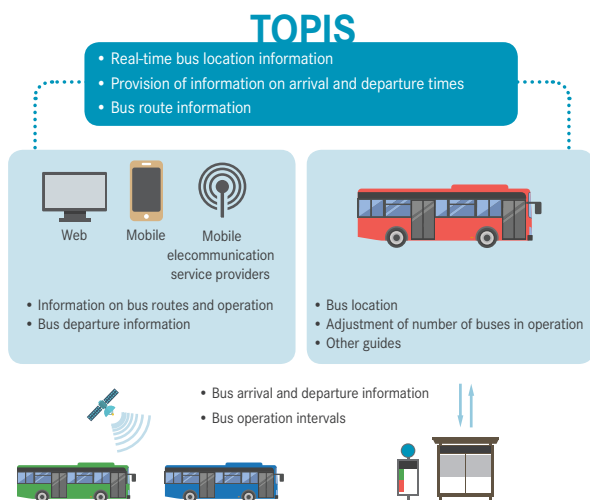 TOPIS
• Real-time bus location information
• Provision of information on arrival and departure times
• Bus route information
Web
Mobile
Mobile
elecommunication
service providers
• Information on bus routes and operation
• Bus departure information
• Bus location
• Adjustment of number of buses in operation
• Other guides
• Bus arrival and departure information
• Bus operation intervals